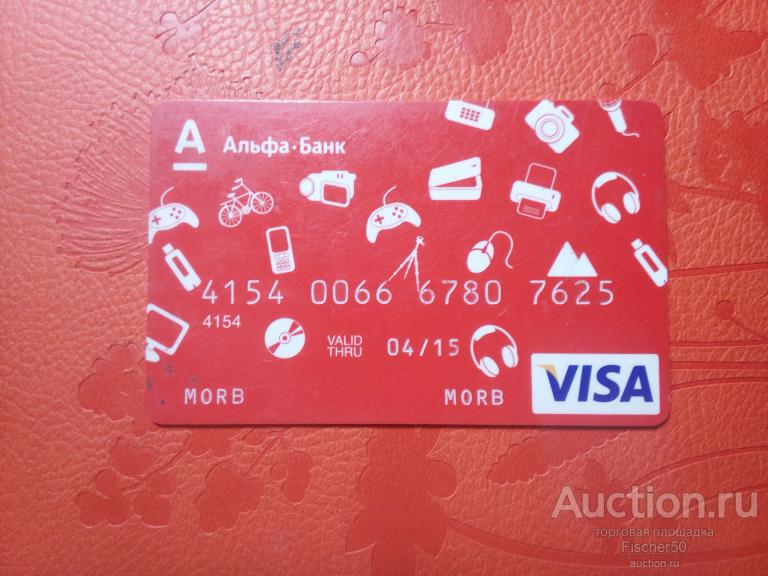 A Альфа·Банк
4154 0066 6780 7625
4154
VALID THRU 04/15
MORB MORB
VISA
Auction.ru
торговая площадка
Fischer50
auction.ru